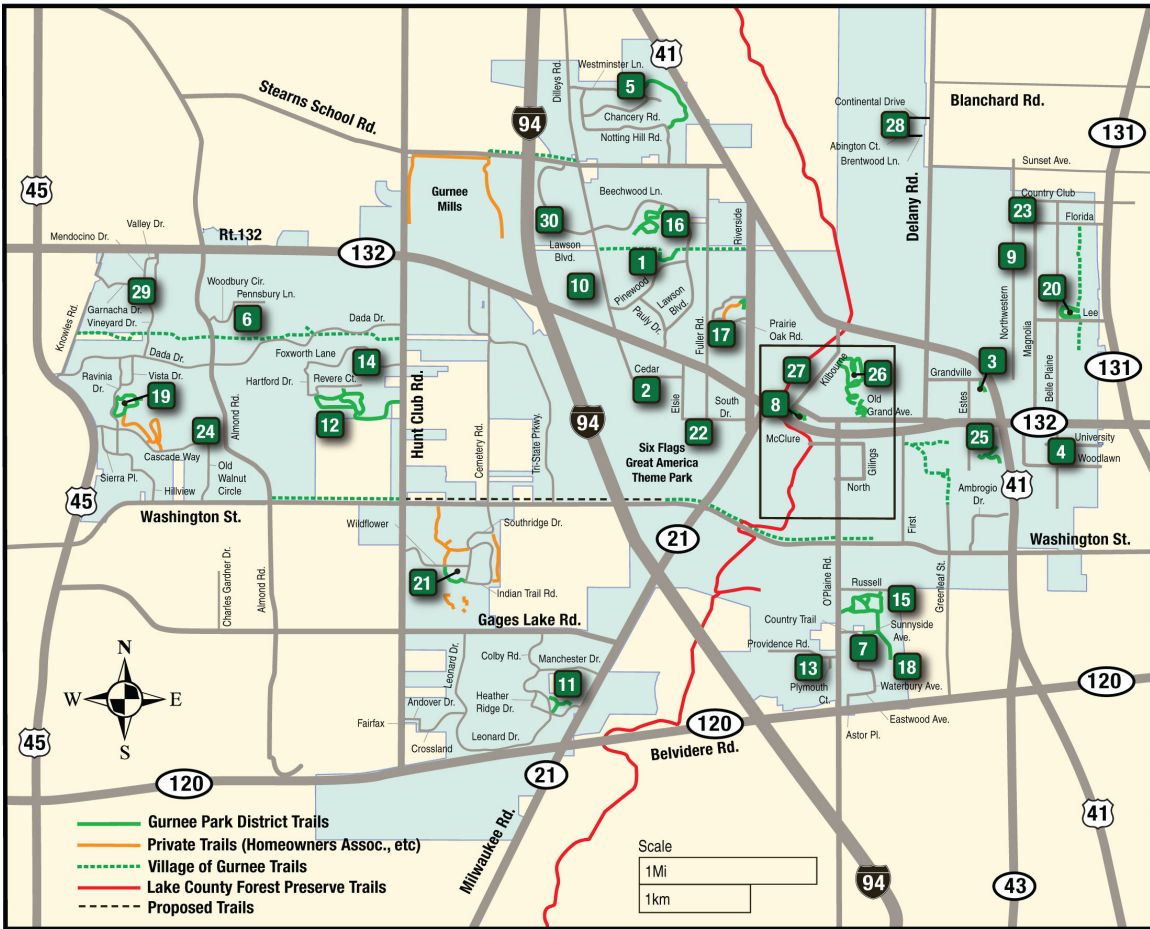 41
Westminster Ln.
5
Dilleys Rd.
Stearns School Rd.
Chancery Rd.
94
Notting Hill Rd.
Continental Drive
28
Abington Ct.
Brentwood Ln.
Blanchard Rd.
131
Sunset Ave.
45
Gurnee
Mills
Beechwood Ln.
Country Club
23
Florida
Delany Rd.
Valley Dr.
Mendocino Dr.
Rt.132
132
30
16
Riverside
Lawson
Blvd.
1
10
9
Northwestern
20
Lee
Magnolia
Belle Plaine
29
Woodbury Cir.
Pennsbury Ln.
6
Garnacha Dr.
Vineyard Dr.
Knowles Rd.
Dada Dr.
Pinewood
Pauly Dr.
Lawson
Blvd.
Fuller Rd.
17
Prairie
Oak Rd.
Dada Dr.
Foxworth Lane
14
Ravinia
Dr.
Vista Dr.
19
Hartford Dr.
Revere Ct.
12
Hunt Club Rd.
Cedar
2
Elsie
South
Dr.
22
27
Kilbourne
26
8
Old
Grand Ave.
McClure
Gilings
North
Grandville
3
Estes
131
132
25
University
4
Woodlawn
24
Almond Rd.
Cascade Way
Sierra Pl.
Hillview
Old
Walnut
Circle
45
Cemetery Rd.
Tri-State Prkwy.
94
Six Flags
Great America
Theme Park
Ambrogio
Dr.
41
First
Washington St.
Washington St.
Wildflower
Southridge Dr.
21
21
Indian Trail Rd.
Gages Lake Rd.
Charles Gardner Dr.
Almond Rd.
O'Plaine Rd.
Russell
15
Greenleaf St.
Country Trail
Sunnyside
Ave.
Providence Rd.
7
13
18
Plymouth
Ct.
Waterbury Ave.
Eastwood Ave.
Astor Pl.
120
Colby Rd.
Manchester Dr.
11
Leonard Dr.
Heather
Ridge Dr.
Andover Dr.
Fairfax
Crossland
Leonard Dr.
120
Belvidere Rd.
N
W
E
S
45
120
21
Milwaukee Rd.
41
94
43
Gurnee Park District Trails
Private Trails (Homeowners Assoc., etc)
Village of Gurnee Trails
Lake County Forest Preserve Trails
Proposed Trails
Scale
1Mi
1km